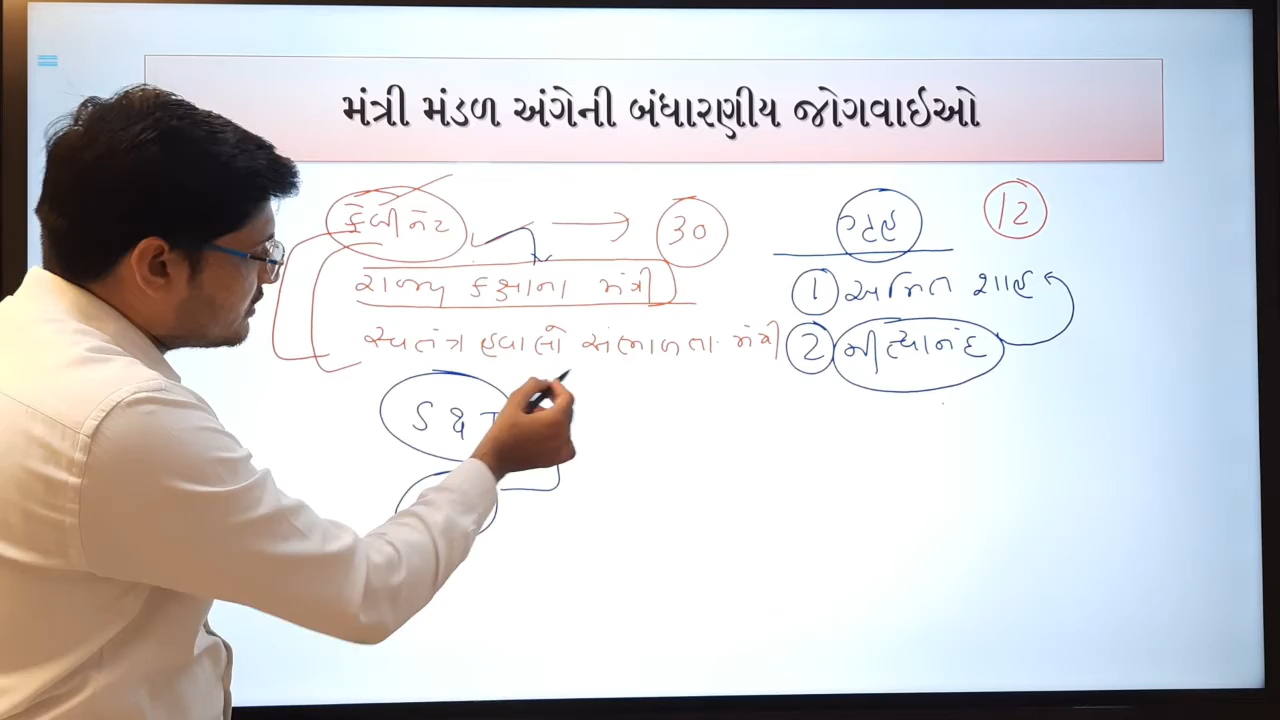 મંત્રી મંડળ અંગેની બંધારણીય જોગવાઈઓ
કેબીનેટ → 30
રાજ્ય કક્ષાના મંત્રી
સ્વતંત્ર હવાલો સંભાળતા મંત્રી
S & T
ગૃહ
12
1 અમિત શાહ
2 નીત્યાનંદ